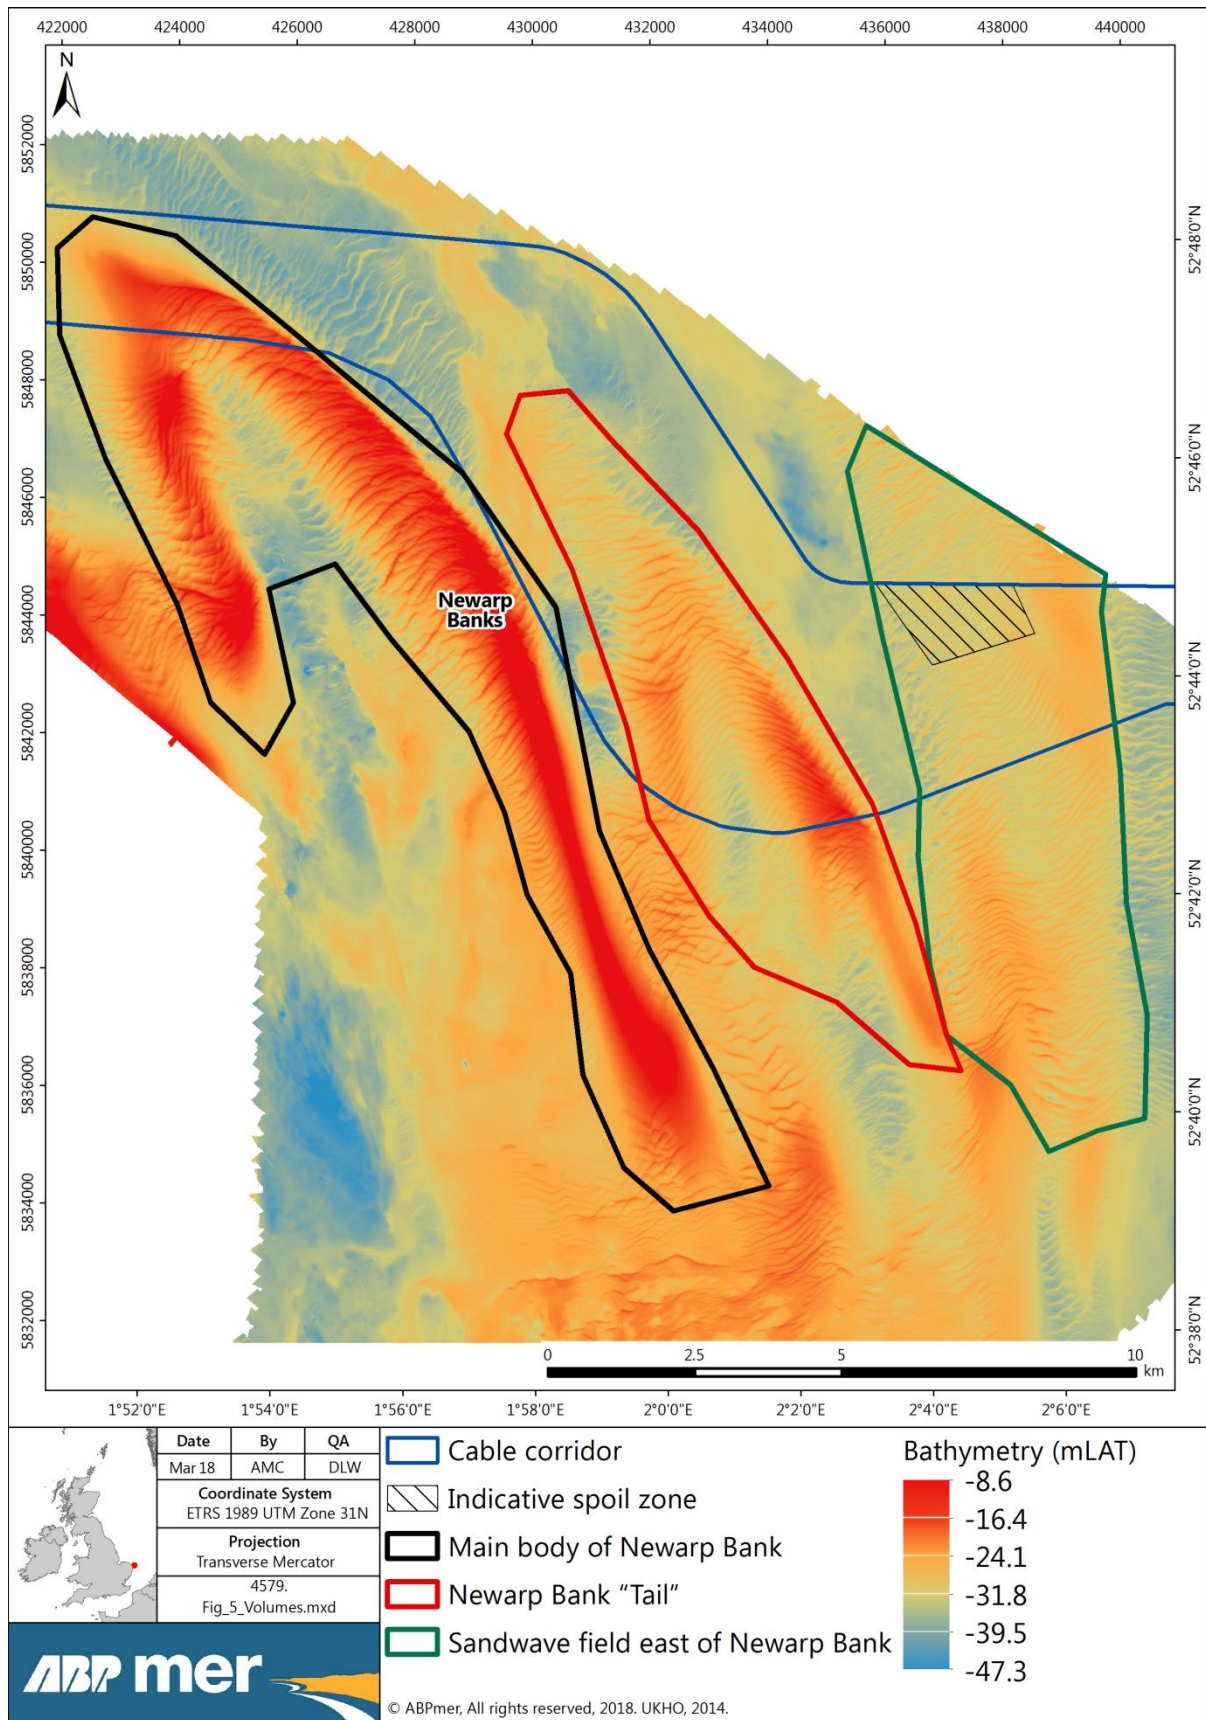 422000 424000 426000 428000 430000 432000 434000 436000 438000 440000
N
5852000
5850000
5848000
5846000
5844000
5842000
5840000
5838000
5836000
5834000
5832000
52°48'0"N
52°46'0"N
52°44'0"N
52°42'0"N
52°40'0"N
52°38'0"N
Newarp
Banks
0 2.5 5 10
km
1°52'0"E 1°54'0"E 1°56'0"E 1°58'0"E 2°0'0"E 2°2'0"E 2°4'0"E 2°6'0"E
Date By QA
Mar 18 AMC DLW
Coordinate System
ETRS 1989 UTM Zone 31N
Projection
Transverse Mercator
4579.
Fig_5_Volumes.mxd
ABP mer
Cable corridor
Indicative spoil zone
Main body of Newarp Bank
Newarp Bank “Tail”
Sandwave field east of Newarp Bank
Bathymetry (mLAT)
-8.6
-16.4
-24.1
-31.8
-39.5
-47.3
© ABPmer, All rights reserved, 2018. UKHO, 2014.